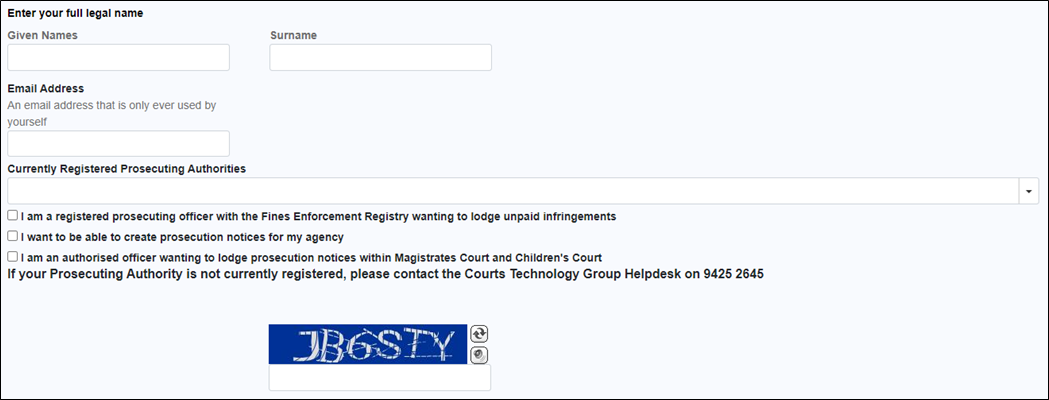 Enter your full legal name
Given Names Surname
Email Address
An email address that is only ever used by
yourself
Currently Registered Prosecuting Authorities
I am a registered prosecuting officer with the Fines Enforcement Registry wanting to lodge unpaid infringements
I want to be able to create prosecution notices for my agency
I am an authorised officer wanting to lodge prosecution notices within Magistrates Court and Children's Court
If your Prosecuting Authority is not currently registered, please contact the Courts Technology Group Helpdesk on 9425 2645
JBGSTY